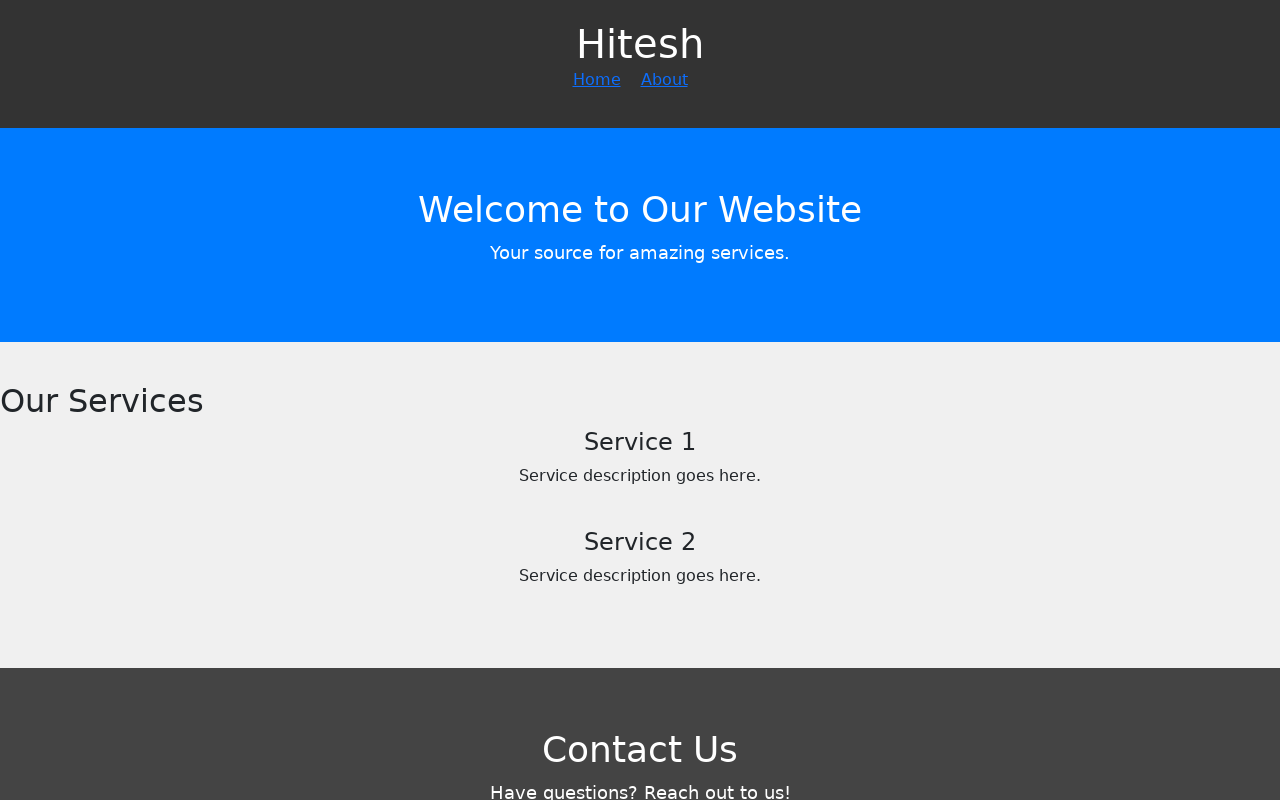 Hitesh
Home About
Welcome to Our Website
Your source for amazing services.
Our Services
Service 1
Service description goes here.
Service 2
Service description goes here.
Contact Us
Have questions? Reach out to us!